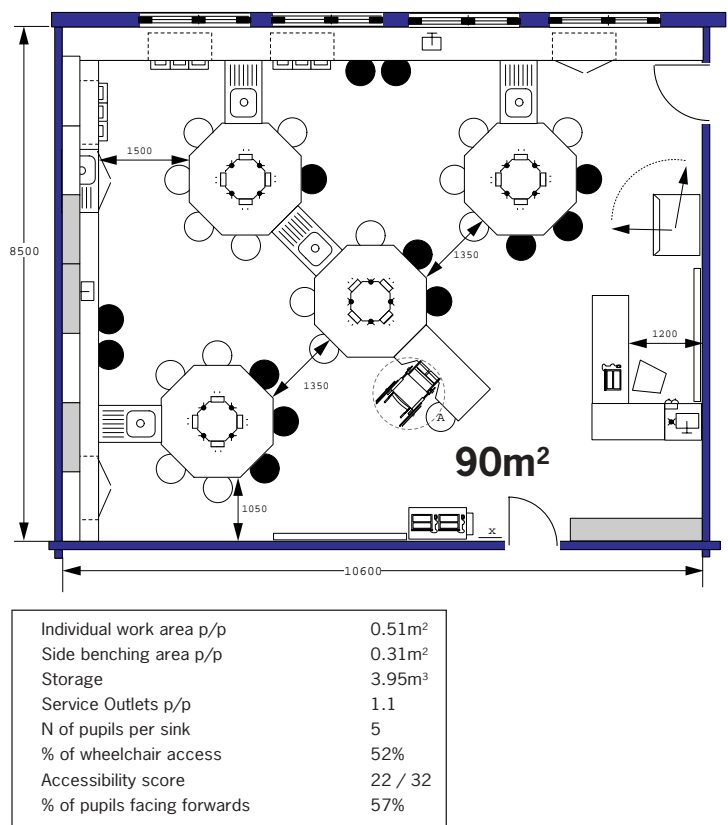 1500
8500
1350
1200
1350
A
90m²
1050
x
10600
Individual work area p/p 0.51m²
Side benching area p/p 0.31m²
Storage 3.95m³
Service Outlets p/p 1.1
N of pupils per sink 5
% of wheelchair access 52%
Accessibility score 22 / 32
% of pupils facing forwards 57%